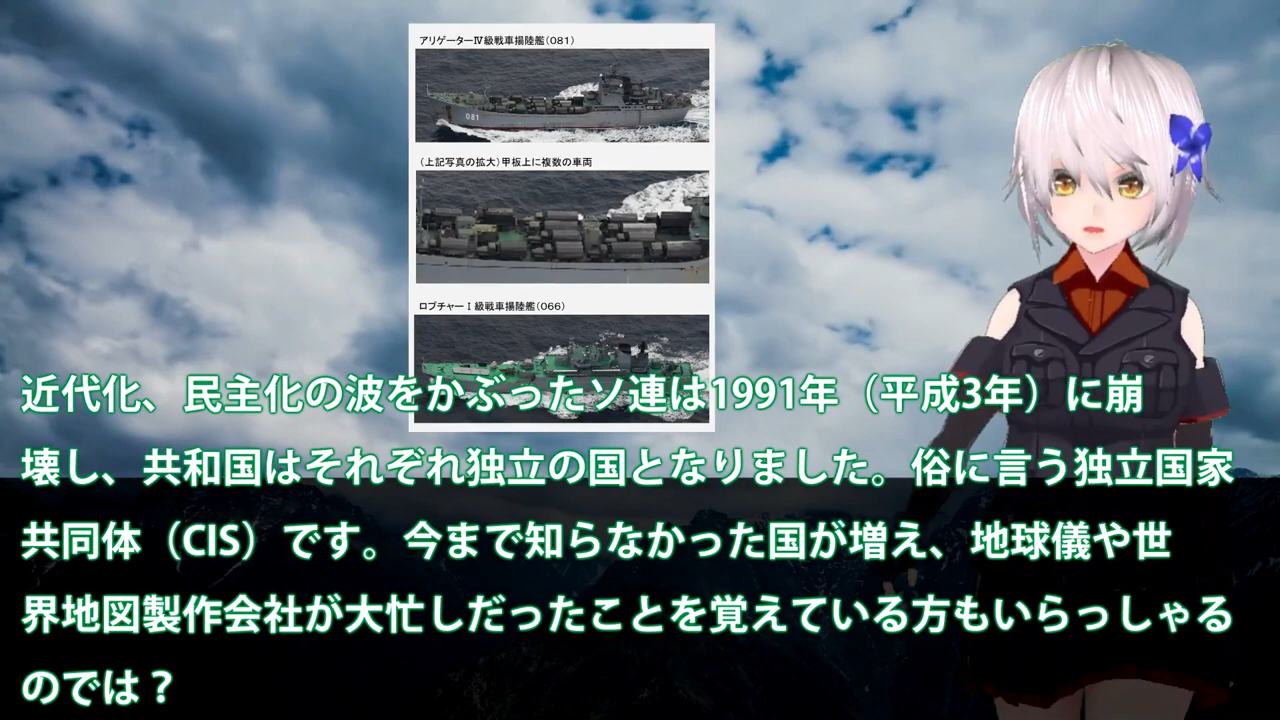 アリゲーターⅣ級戦車揚陸艦(081)
081
(上記写真の拡大)甲板上に複数の車両
ロプチャーⅠ級戦車揚陸艦(066)
近代化、民主化の波をかぶったソ連は1991年（平成3年）に崩
壊し、共和国はそれぞれ独立の国となりました。俗に言う独立国家
共同体（CIS）です。今まで知らなかった国が増え、地球儀や世
界地図製作会社が大忙しだったことを覚えている方もいらっしゃる
のでは？